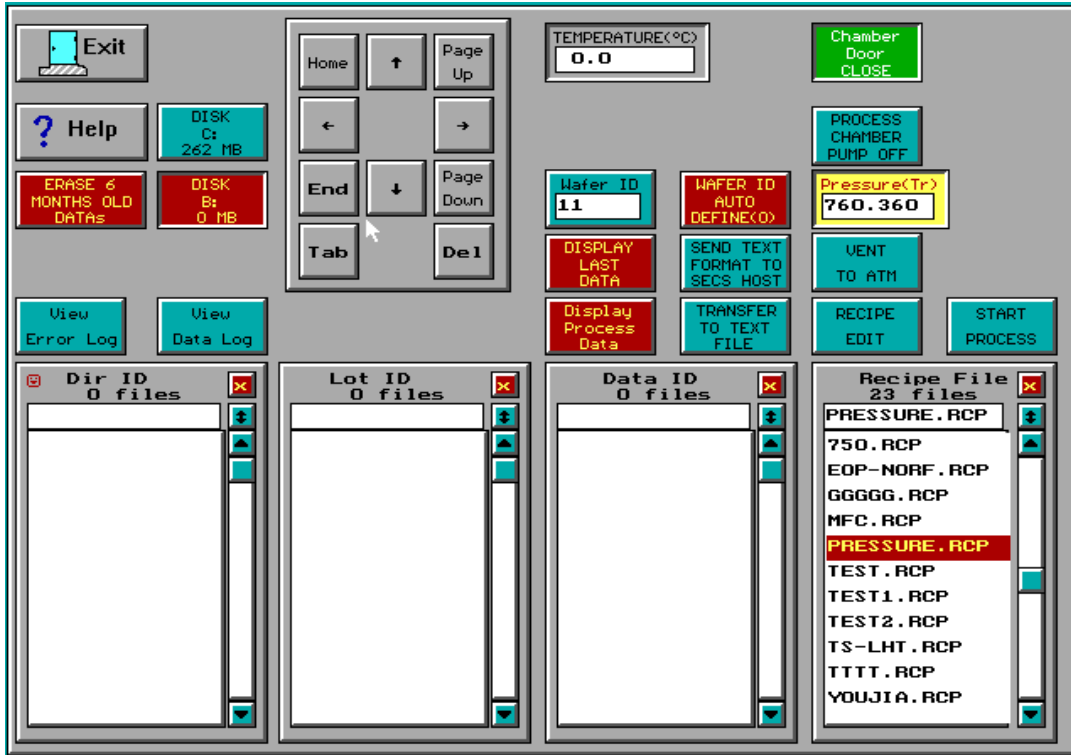 Exit
? Help
DISK
C:
262 MB
ERASE 6
MONTHS OLD
DATAs
DISK
B:
0 MB
View
Error Log
View
Data Log
Home
↑
Page
Up
←
→
End
↓
Page
Down
Tab
Del
TEMPERATURE(°C)
0.0
Chamber
Door
CLOSE
PROCESS
CHAMBER
PUMP OFF
Wafer ID
11
WAFER ID
AUTO
DEFINE(O)
Pressure(Tr)
760.360
DISPLAY
LAST
DATA
SEND TEXT
FORMAT TO
SECS HOST
VENT
TO ATM
Display
Process
Data
TRANSFER
TO TEXT
FILE
RECIPE
EDIT
START
PROCESS
Dir ID
0 files
Lot ID
0 files
Data ID
0 files
Recipe File
23 files
PRESSURE.RCP
750.RCP
EOP-NORF.RCP
GGGGG.RCP
MFC.RCP
PRESSURE.RCP
TEST.RCP
TEST1.RCP
TEST2.RCP
TS-LHT.RCP
TTTT.RCP
YOUJIA.RCP